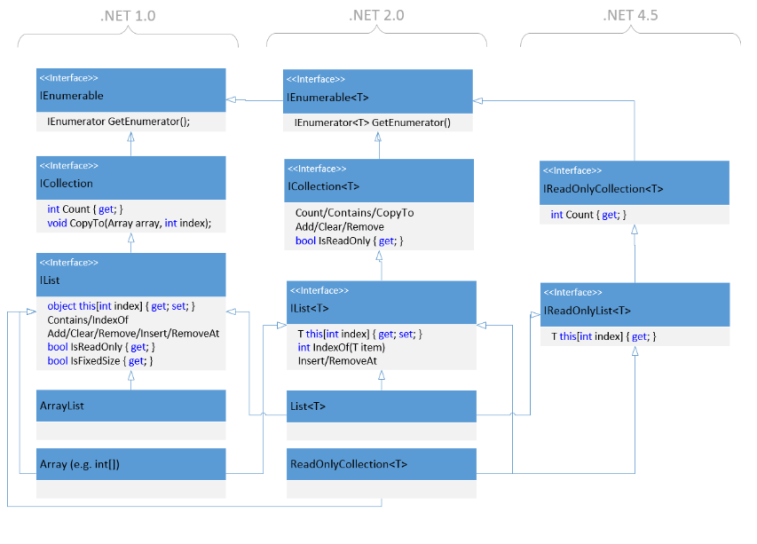 .NET 1.0
.NET 2.0
.NET 4.5
<<Interface>>
IEnumerable
IEnumerator GetEnumerator();
<<Interface>>
IEnumerable<T>
IEnumerator<T> GetEnumerator()
<<Interface>>
ICollection
int Count { get; }
void CopyTo(Array array, int index);
<<Interface>>
ICollection<T>
Count/Contains/CopyTo
Add/Clear/Remove
bool IsReadOnly { get; }
<<Interface>>
IReadOnlyCollection<T>
int Count { get; }
<<Interface>>
IList
object this[int index] { get; set; }
Contains/IndexOf
Add/Clear/Remove/Insert/RemoveAt
bool IsReadOnly { get; }
bool IsFixedSize { get; }
<<Interface>>
IList<T>
T this[int index] { get; set; }
int IndexOf(T item)
Insert/RemoveAt
<<Interface>>
IReadOnlyList<T>
T this[int index] { get; }
ArrayList
List<T>
Array (e.g. int[])
ReadOnlyCollection<T>